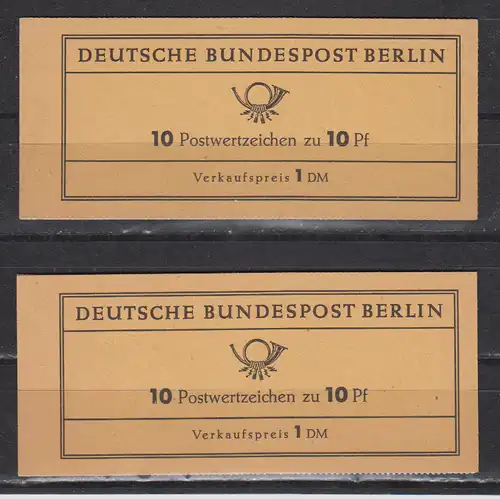 DEUTSCHE BUNDESPOST BERLIN
10 Postwertzeichen zu 10 Pf
Verkaufspreis 1 DM
DEUTSCHE BUNDESPOST BERLIN
10 Postwertzeichen zu 10 Pf
Verkaufspreis 1 DM